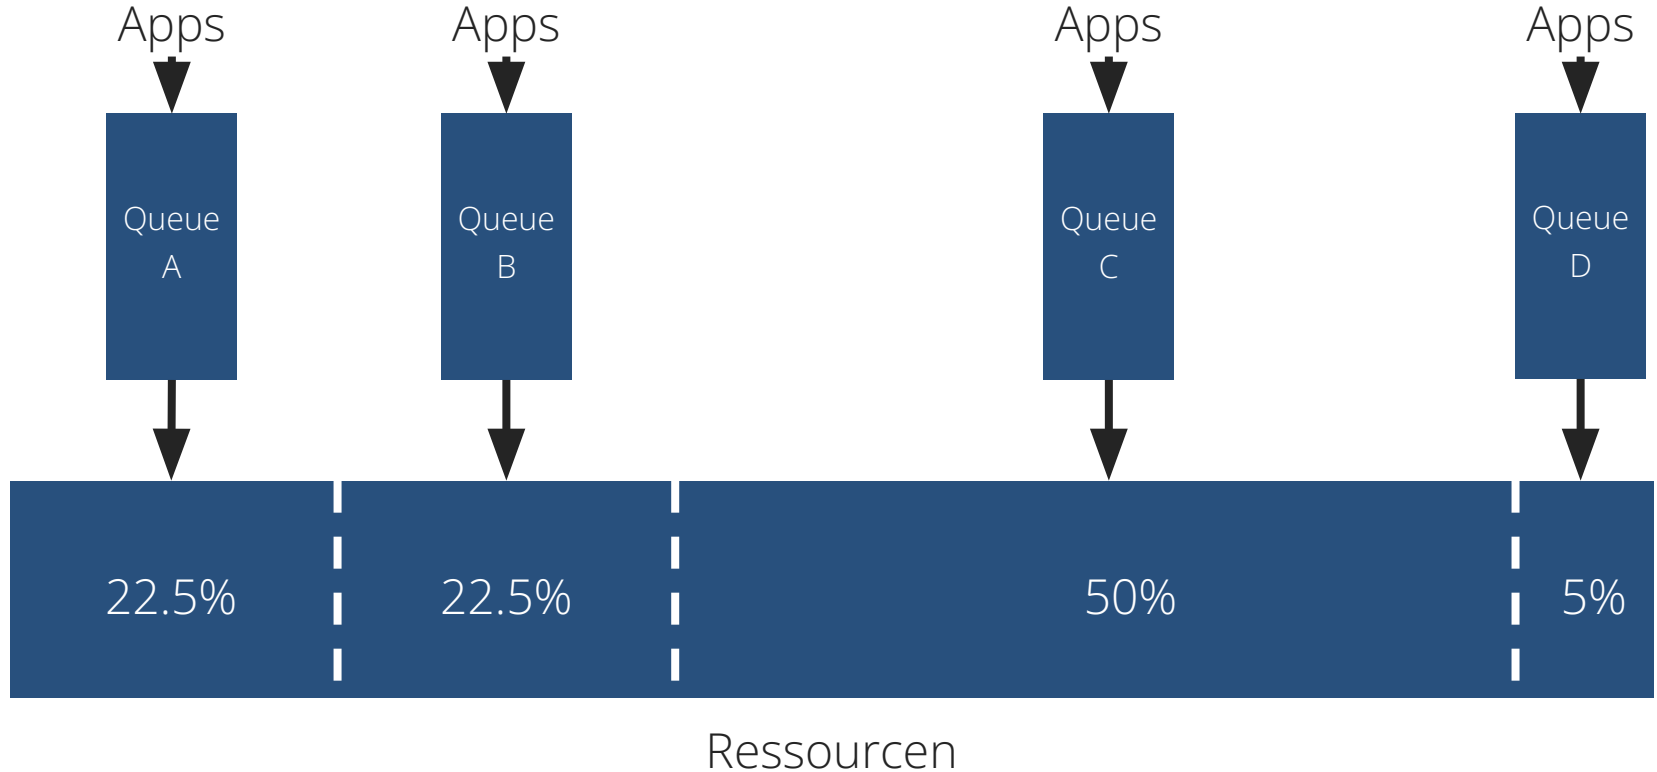 Apps
Apps
Apps
Apps
Queue
A
Queue
B
Queue
C
Queue
D
22.5%
22.5%
50%
5%
Ressourcen